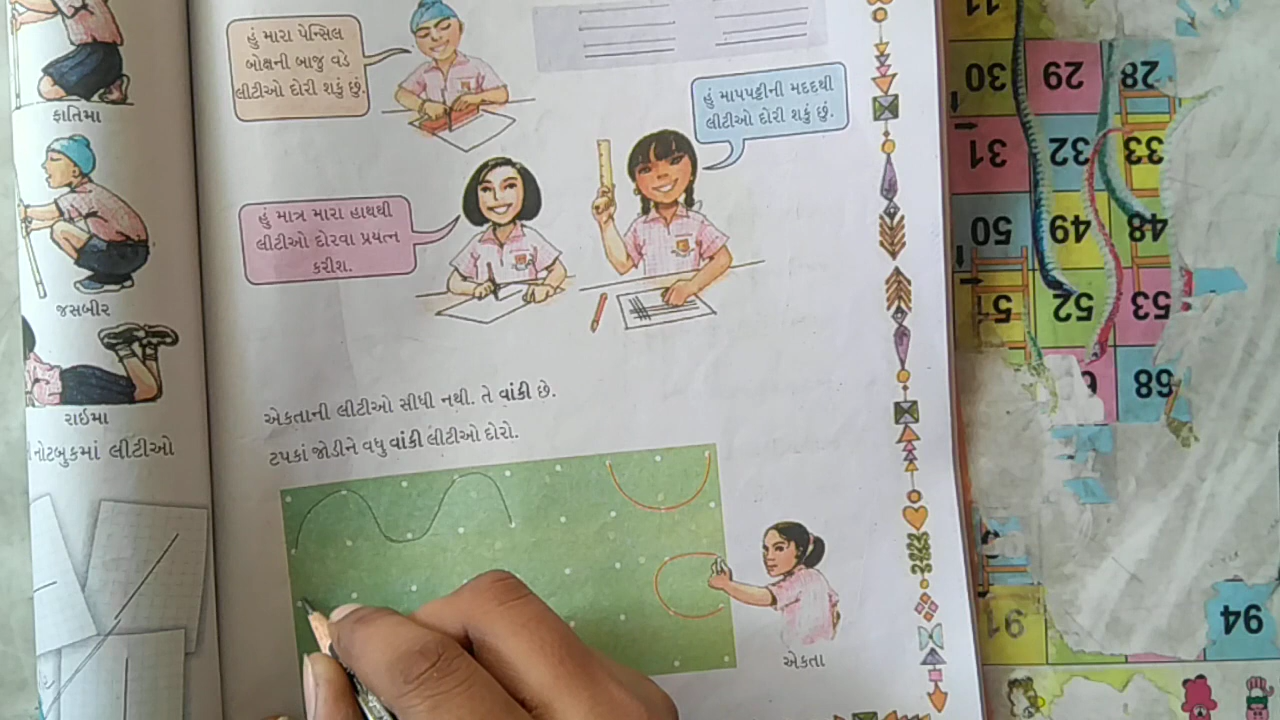 ફાતિમા
જસબીર
રાઈમા
નોટબુકમાં લીટીઓ
હું મારા પેન્સિલ
બોક્ષની બાજુ વડે
લીટીઓ દોરી શકું છું.
હું માપપટ્ટીની મદદથી
લીટીઓ દોરી શકું છું.
હું માત્ર મારા હાથથી
લીટીઓ દોરવા પ્રયત્ન
કરીશ.
એકતાની લીટીઓ સીધી નથી. તે વાંકી છે.
ટપકાં જોડીને વધુ વાંકી લીટીઓ દોરો.
એકતા
11
30 29 28
31 32 33
50 49 48
51 52 53
68
91 94